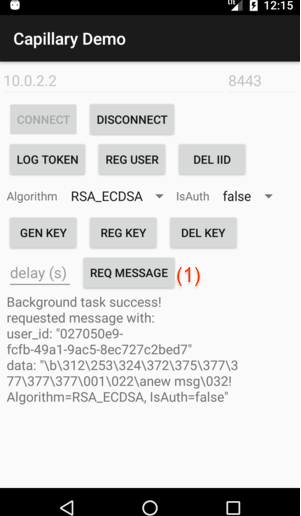 LTE 12:15
Capillary Demo
10.0.2.2 8443
CONNECT DISCONNECT
LOG TOKEN REG USER DEL IID
Algorithm RSA_ECDSA IsAuth false
GEN KEY REG KEY DEL KEY
delay (s) REQ MESSAGE (1)
Background task success!
requested message with:
user_id: "027050e9-
fcfb-49a1-9ac5-8ec727c2bed7"
data: "\b\312\253\324\372\375\377\3
77\377\377\001\022\anew msg\032!
Algorithm=RSA_ECDSA, IsAuth=false"